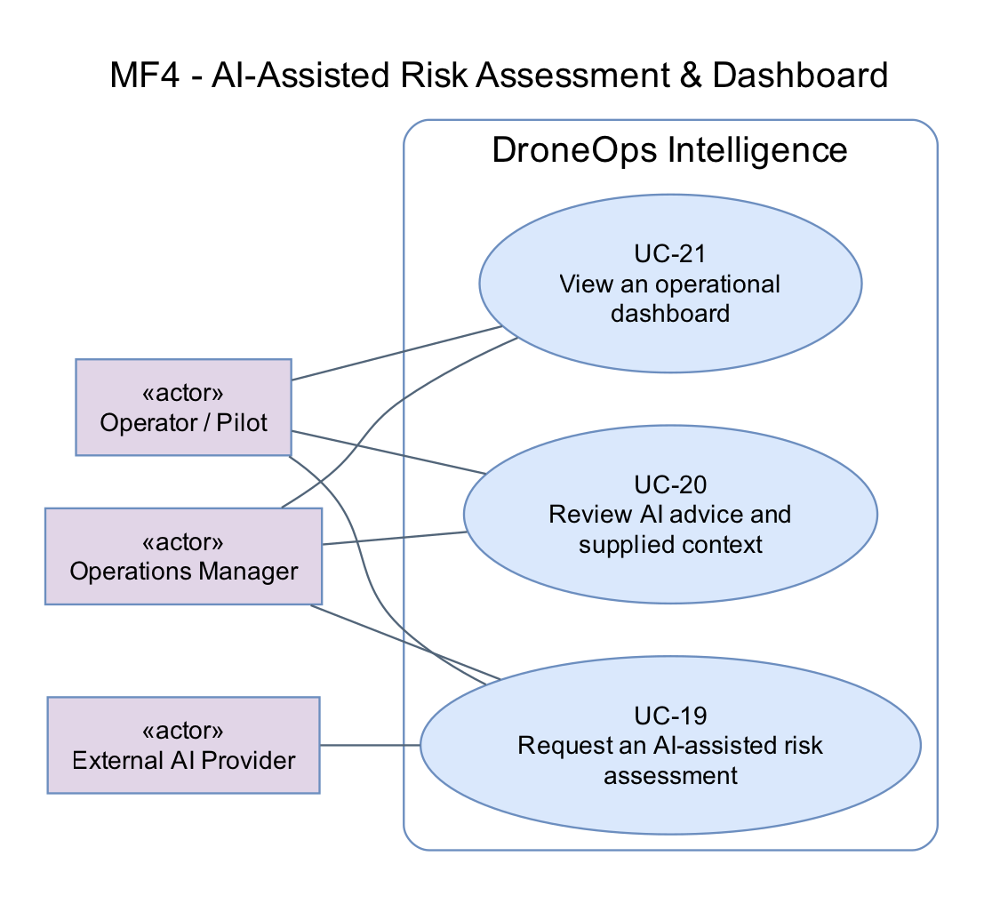 MF4 - AI-Assisted Risk Assessment & Dashboard
DroneOps Intelligence
UC-21
View an operational
dashboard
«actor»
Operator / Pilot
UC-20
Review AI advice and
supplied context
«actor»
Operations Manager
UC-19
Request an AI-assisted risk
assessment
«actor»
External AI Provider